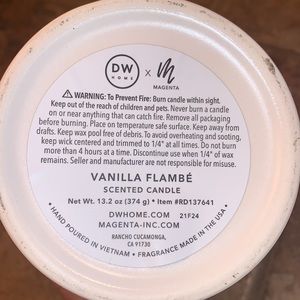 DW
HOME
x
m
MAGENTA
⚠ WARNING: To Prevent Fire: Burn candle within sight.
Keep out of the reach of children and pets. Never burn a candle
on or near anything that can catch fire. Remove all packaging
before burning. Place on temperature safe surface. Keep away from
drafts. Keep wax pool free of debris. To avoid overheating and sooting,
keep wick centered and trimmed to 1/4" at all times. Do not burn
more than 4 hours at a time. Discontinue use when 1/4" of wax
remains. Seller and manufacturer are not responsible for misuse.
VANILLA FLAMBÉ
SCENTED CANDLE
Net Wt. 13.2 oz (374 g) • Item #RD137641
DWHOME.COM 21F24
MAGENTA-INC.COM
RANCHO CUCAMONGA,
CA 91730
• HAND POURED IN VIETNAM • FRAGRANCE MADE IN THE USA •